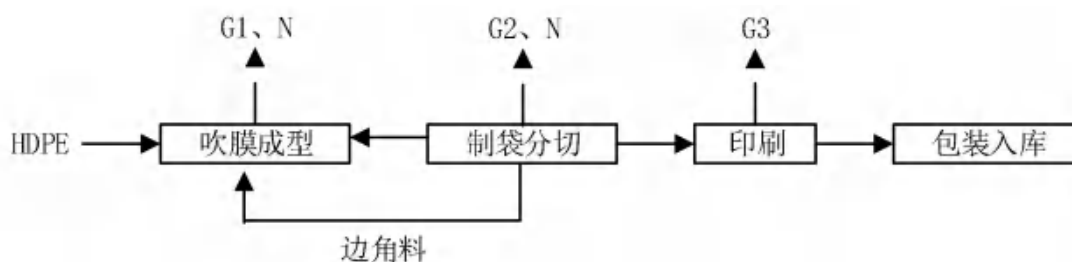 G1、N
G2、N
G3
HDPE
吹膜成型
制袋分切
印刷
包装入库
边角料